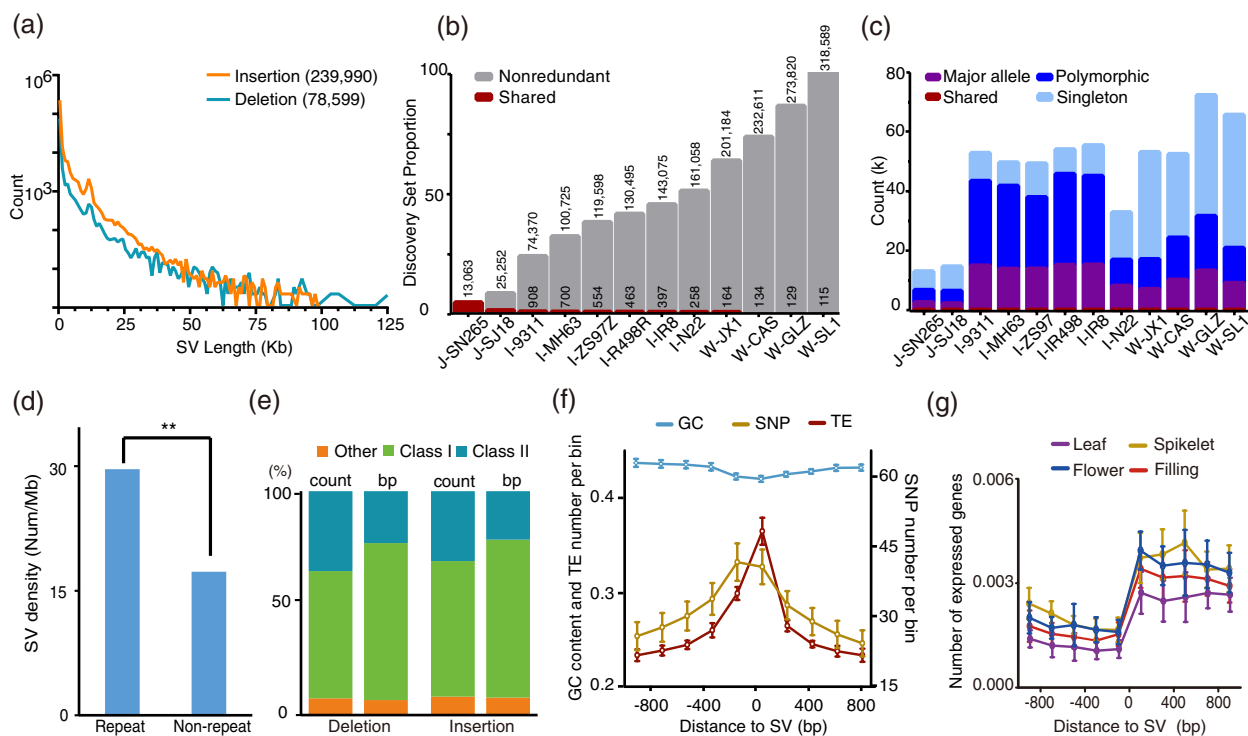 (a)
Insertion (239,990)
Deletion (78,599)
10^6
10^3
Count
0
0 25 50 75 100 125
SV Length (Kb)
(b)
Nonredundant
Shared
Discovery Set Proportion
100
50
0
13,063
25,252
74,370
100,725
119,598
130,495
143,075
161,058
201,184
232,611
273,820
318,589
908
700
554
463
397
258
164
134
129
115
J-SN265
J-SJ18
I-9311
I-MH63
I-ZS97Z
I-R498R
I-IR8
I-N22
W-JX1
W-CAS
W-GLZ
W-SL1
(c)
Major allele Polymorphic
Shared Singleton
Count (k)
80
60
40
20
0
J-SN265
J-SJ18
I-9311
I-MH63
I-ZS97
I-IR498
I-IR8
I-N22
W-JX1
W-CAS
W-GLZ
W-SL1
(d)
**
SV density (Num/Mb)
30
15
0
Repeat Non-repeat
(e)
Other Class I Class II
(%)
count bp count bp
100
50
0
Deletion Insertion
(f)
GC SNP TE
GC content and TE number per bin
0.4
0.3
0.2
SNP number per bin
60
45
30
15
-800 -400 0 400 800
Distance to SV (bp)
(g)
Leaf Spikelet
Flower Filling
Number of expressed genes
0.006
0.003
0.000
-800 -400 0 400 800
Distance to SV (bp)